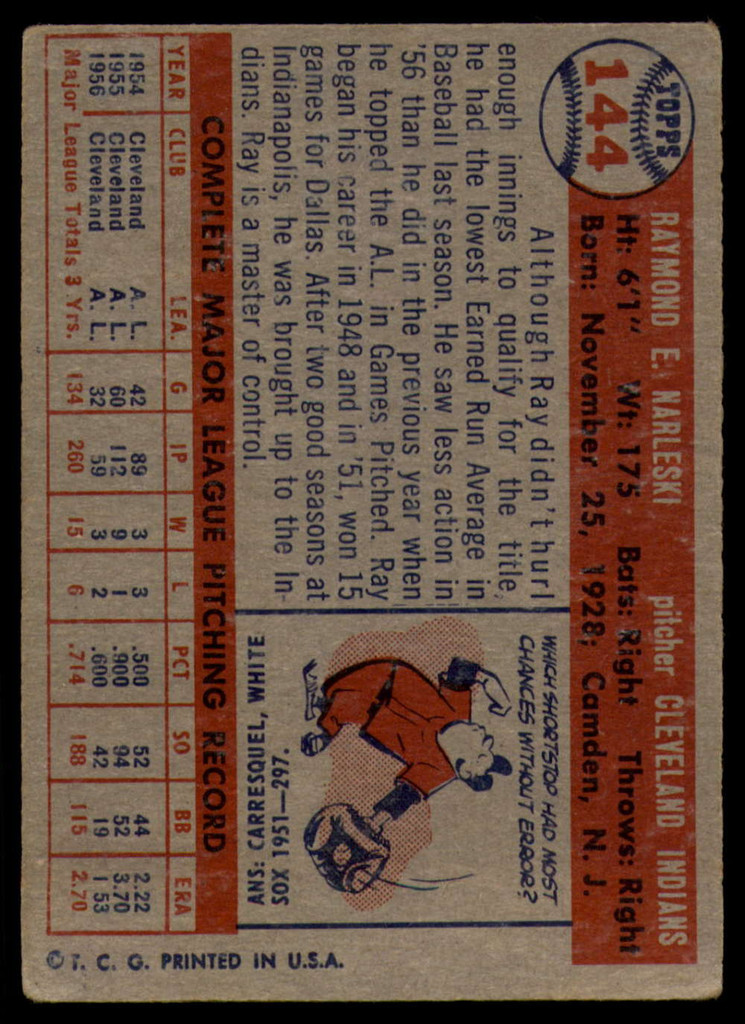 TOPPS
144
RAYMOND E. NARLESKI pitcher CLEVELAND INDIANS
Ht: 6'1" Wt: 175 Bats: Right Throws: Right
Born: November 25, 1928; Camden, N. J.
Although Ray didn't hurl
enough innings to qualify for the title,
he had the lowest Earned Run Average in
Baseball last season. He saw less action in
'56 than he did in the previous year when
he topped the A.L. in Games Pitched. Ray
began his career in 1948 and in '51, won 15
games for Dallas. After two good seasons at
Indianapolis, he was brought up to the In-
dians. Ray is a master of control.
WHICH SHORTSTOP HAD MOST
CHANCES WITHOUT ERROR?
ANS: CARRESQUEL, WHITE
SOX 1951—297.
COMPLETE MAJOR LEAGUE PITCHING RECORD
YEAR CLUB LEA. G IP W L PCT SO BB ERA
1954 Cleveland A. L. 42 89 3 3 .500 52 44 2.22
1955 Cleveland A. L. 60 112 9 1 .900 94 52 3.70
1956 Cleveland A. L. 32 59 3 2 .600 42 19 1.53
Major League Totals 3 Yrs. 134 260 15 6 .714 188 115 2.70
© T. C. G. PRINTED IN U.S.A.